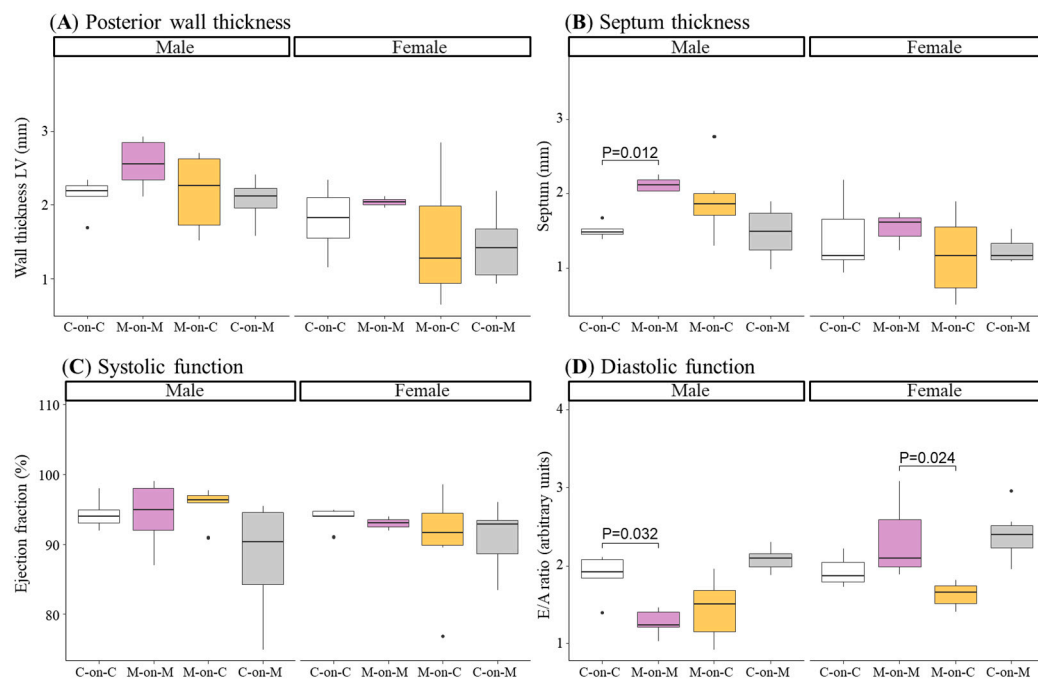 (A) Posterior wall thickness
Male Female
Wall thickness LV (mm)
3
2
1
C-on-C M-on-M M-on-C C-on-M C-on-C M-on-M M-on-C C-on-M
(B) Septum thickness
Male Female
Septum (mm)
3
2
1
P=0.012
C-on-C M-on-M M-on-C C-on-M C-on-C M-on-M M-on-C C-on-M
(C) Systolic function
Male Female
Ejection fraction (%)
110
100
90
80
C-on-C M-on-M M-on-C C-on-M C-on-C M-on-M M-on-C C-on-M
(D) Diastolic function
Male Female
E/A ratio (arbitrary units)
4
3
2
1
P=0.032
P=0.024
C-on-C M-on-M M-on-C C-on-M C-on-C M-on-M M-on-C C-on-M